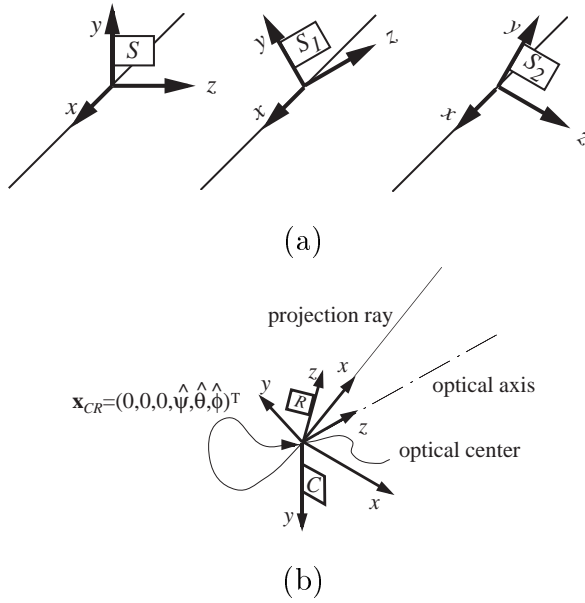 y S z x
y S1 z x
y S2 z x
(a)
projection ray
z x
y R optical axis
x_CR=(0,0,0,ψ̂,θ̂,φ̂)^T
z
optical center
C x
y
(b)